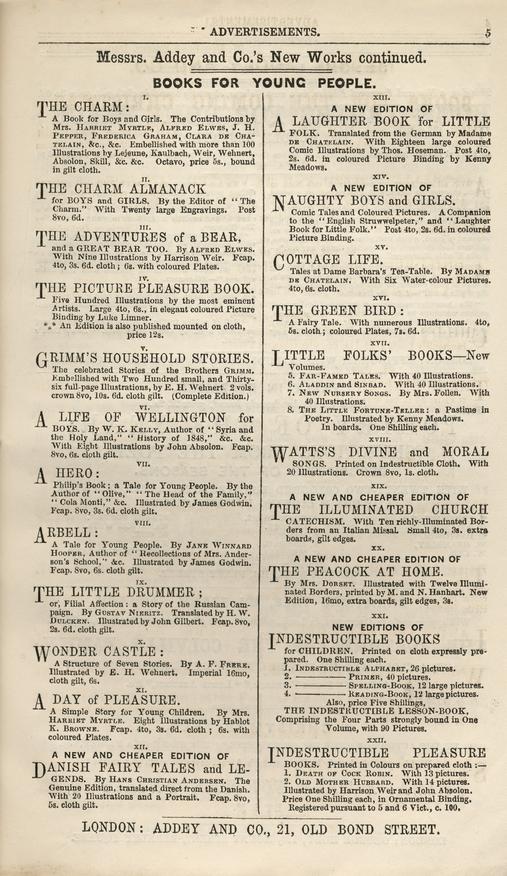 ADVERTISEMENTS. 5
Messrs. Addey and Co.'s New Works continued.
BOOKS FOR YOUNG PEOPLE.
I.
THE CHARM:
A Book for Boys and Girls. The Contributions by
Mrs. HARRIET MYRTLE, ALFRED ELWES, J. H.
PEPPER, FREDERICA GRAHAM, CLARA DE CHA-
TELAIN, &c., &c. Embellished with more than 100
Illustrations by Lejeune, Kaulbach, Weir, Wehnert,
Absolon, Skill, &c. &c. Octavo, price 5s., bound
in gilt cloth.
II.
THE CHARM ALMANACK
for BOYS and GIRLS. By the Editor of "The
Charm." With Twenty large Engravings. Post
8vo, 6d.
III.
THE ADVENTURES of a BEAR,
and a GREAT BEAR TOO. By ALFRED ELWES.
With Nine Illustrations by Harrison Weir. Fcap.
4to, 3s. 6d. cloth; 6s. with coloured Plates.
IV.
THE PICTURE PLEASURE BOOK.
Five Hundred Illustrations by the most eminent
Artists. Large 4to, 6s., in elegant coloured Picture
Binding by Luke Limner.
*** An Edition is also published mounted on cloth,
price 12s.
V.
GRIMM'S HOUSEHOLD STORIES.
The celebrated Stories of the Brothers GRIMM.
Embellished with Two Hundred small, and Thirty-
six full-page Illustrations, by E. H. Wehnert. 2 vols.
crown 8vo, 10s. 6d. cloth gilt. (Complete Edition.)
VI.
A LIFE OF WELLINGTON for
BOYS. By W. K. KELLY, Author of "Syria and
the Holy Land," "History of 1848," &c. &c.
With Eight Illustrations by John Absolon. Fcap.
8vo, 6s. cloth gilt.
VII.
A HERO:
Philip's Book; a Tale for Young People. By the
Author of "Olive," "The Head of the Family,"
"Cola Monti," &c. Illustrated by James Godwin.
Fcap. 8vo, 3s. 6d. cloth gilt.
VIII.
ARBELL:
A Tale for Young People. By JANE WINNARD
HOOPER, Author of "Recollections of Mrs. Ander-
son's School," &c. Illustrated by James Godwin.
Fcap. 8vo, 6s. cloth gilt.
IX.
THE LITTLE DRUMMER;
or, Filial Affection: a Story of the Russian Cam-
paign. By GUSTAV NIERITZ. Translated by H. W.
DULCKEN. Illustrated by John Gilbert. Fcap. 8vo,
2s. 6d. cloth gilt.
X.
WONDER CASTLE:
A Structure of Seven Stories. By A. F. FRERE.
Illustrated by E. H. Wehnert. Imperial 16mo,
cloth gilt, 6s.
XI.
A DAY of PLEASURE.
A Simple Story for Young Children. By Mrs.
HARRIET MYRTLE. Eight Illustrations by Hablot
K. BROWNE. Fcap. 4to, 3s. 6d. cloth; 6s. with
coloured Plates.
XII.
A NEW AND CHEAPER EDITION OF
DANISH FAIRY TALES and LE-
GENDS. By HANS CHRISTIAN ANDERSEN. The
Genuine Edition, translated direct from the Danish.
With 20 Illustrations and a Portrait. Fcap. 8vo,
5s. cloth gilt.
XIII.
A NEW EDITION OF
A LAUGHTER BOOK for LITTLE
FOLK. Translated from the German by Madame
DE CHATELAIN. With Eighteen large coloured
Comic Illustrations by Thos. Hoseman. Post 4to,
2s. 6d. in coloured Picture Binding by Kenny
Meadows.
XIV.
A NEW EDITION OF
NAUGHTY BOYS and GIRLS.
Comic Tales and Coloured Pictures. A Companion
to the "English Struwwelpeter," and "Laughter
Book for Little Folk." Post 4to, 2s. 6d. in coloured
Picture Binding.
XV.
COTTAGE LIFE.
Tales at Dame Barbara's Tea-Table. By MADAME
DE CHATELAIN. With Six Water-colour Pictures.
4to, 6s. cloth.
XVI.
THE GREEN BIRD:
A Fairy Tale. With numerous Illustrations. 4to,
5s. cloth; coloured Plates, 7s. 6d.
XVII.
LITTLE FOLKS' BOOKS—New
Volumes.
5. FAR-FAMED TALES. With 40 Illustrations.
6. ALADDIN and SINBAD. With 40 Illustrations.
7. NEW NURSERY SONGS. By Mrs. Follen. With
40 Illustrations.
8. THE LITTLE FORTUNE-TELLER: a Pastime in
Poetry. Illustrated by Kenny Meadows.
In boards. One Shilling each.
XVIII.
WATTS'S DIVINE and MORAL
SONGS. Printed on Indestructible Cloth. With
20 Illustrations. Crown 8vo, 1s. cloth.
XIX.
A NEW AND CHEAPER EDITION OF
THE ILLUMINATED CHURCH
CATECHISM. With Ten richly-Illuminated Bor-
ders from an Italian Missal. Small 4to, 3s. extra
boards, gilt edges.
XX.
A NEW AND CHEAPER EDITION OF
THE PEACOCK AT HOME.
By Mrs. DORSET. Illustrated with Twelve Illumi-
nated Borders, printed by M. and N. Hanhart. New
Edition, 16mo, extra boards, gilt edges, 3s.
XXI.
NEW EDITIONS OF
INDESTRUCTIBLE BOOKS
for CHILDREN. Printed on cloth expressly pre-
pared. One Shilling each.
1. INDESTRUCTIBLE ALPHABET, 26 pictures.
2. ——— PRIMER, 40 pictures.
3. ——— SPELLING-BOOK, 12 large pictures.
4. ——— READING-BOOK, 12 large pictures.
Also, price Five Shillings,
THE INDESTRUCTIBLE LESSON-BOOK.
Comprising the Four Parts strongly bound in One
Volume, with 90 Pictures.
XXII.
INDESTRUCTIBLE PLEASURE
BOOKS. Printed in Colours on prepared cloth:—
1. DEATH OF COCK ROBIN. With 13 pictures.
2. OLD MOTHER HUBBARD. With 14 pictures.
Illustrated by Harrison Weir and John Absolon.
Price One Shilling each, in Ornamental Binding.
Registered pursuant to 5 and 6 Vict., c. 100.
LONDON: ADDEY AND CO., 21, OLD BOND STREET.